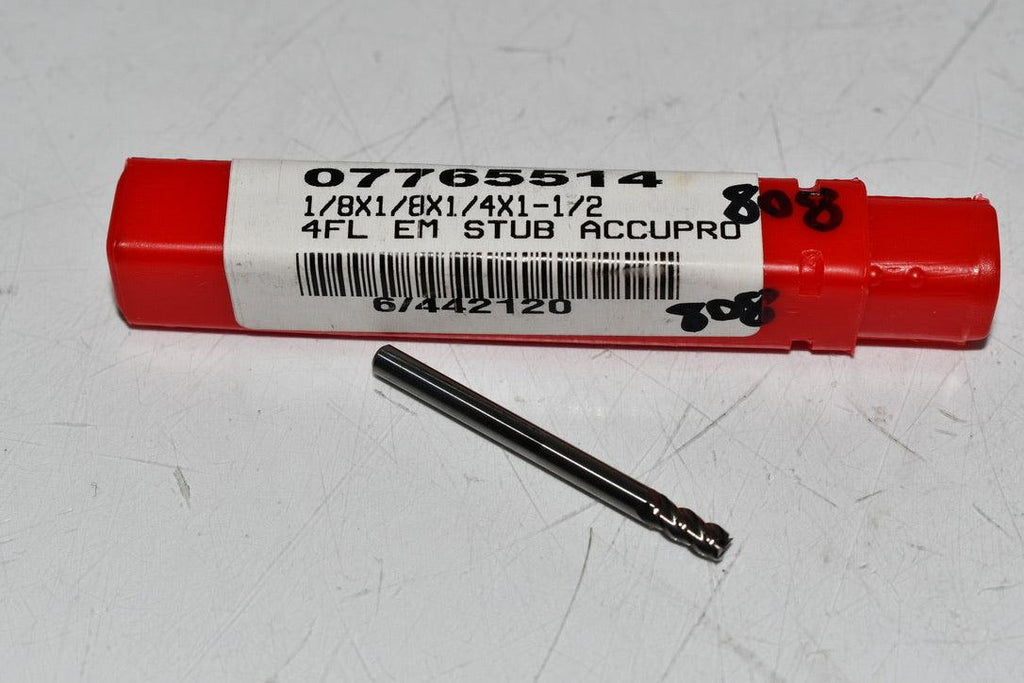 07765514
1/8X1/8X1/4X1-1/2
808
4FL EM STUB ACCUPRO
6/442120
808